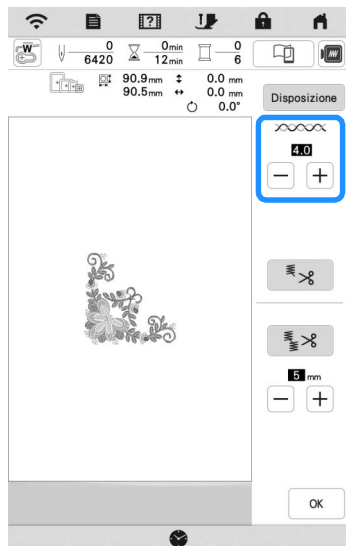 ?
W
0
6420
0min
12min
0
6
90.9mm 0.0 mm
90.5mm 0.0 mm
0.0°
Disposizione
4.0
− +
5 mm
− +
OK